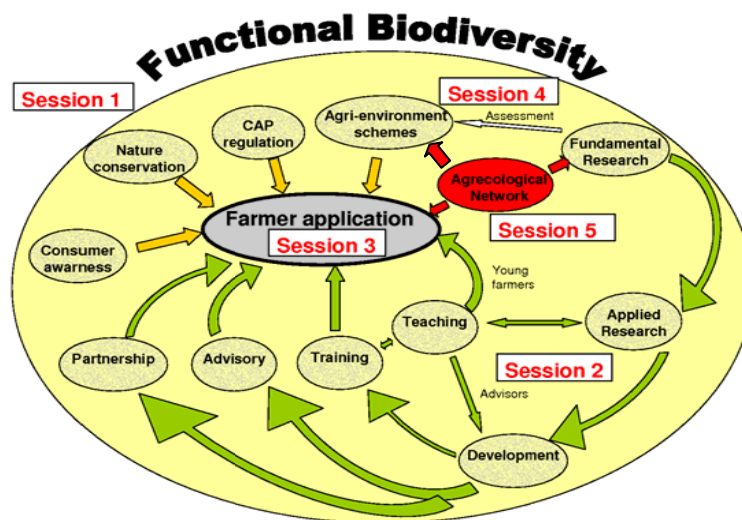 Functional Biodiversity
Session 1
Session 4
CAP
regulation
Agri-environment
schemes
Assessment
Nature
conservation
Fundamental
Research
Agrecological
Network
Farmer application
Session 3
Session 5
Consumer
awarness
Young
farmers
Teaching
Applied
Research
Partnership
Advisory
Training
Session 2
Advisors
Development